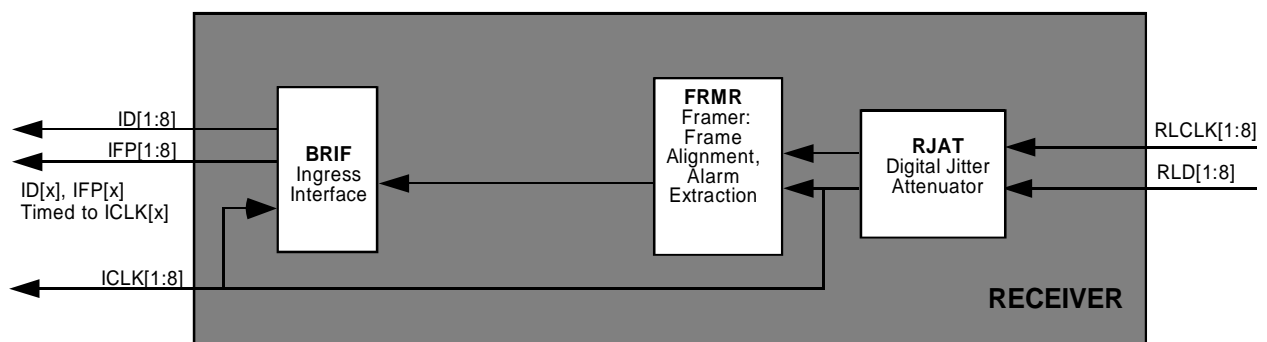 ID[1:8]
IFP[1:8]
ID[x], IFP[x]
Timed to ICLK[x]
ICLK[1:8]
BRIF
Ingress
Interface
FRMR
Framer:
Frame
Alignment,
Alarm
Extraction
RJAT
Digital Jitter
Attenuator
RLCLK[1:8]
RLD[1:8]
RECEIVER